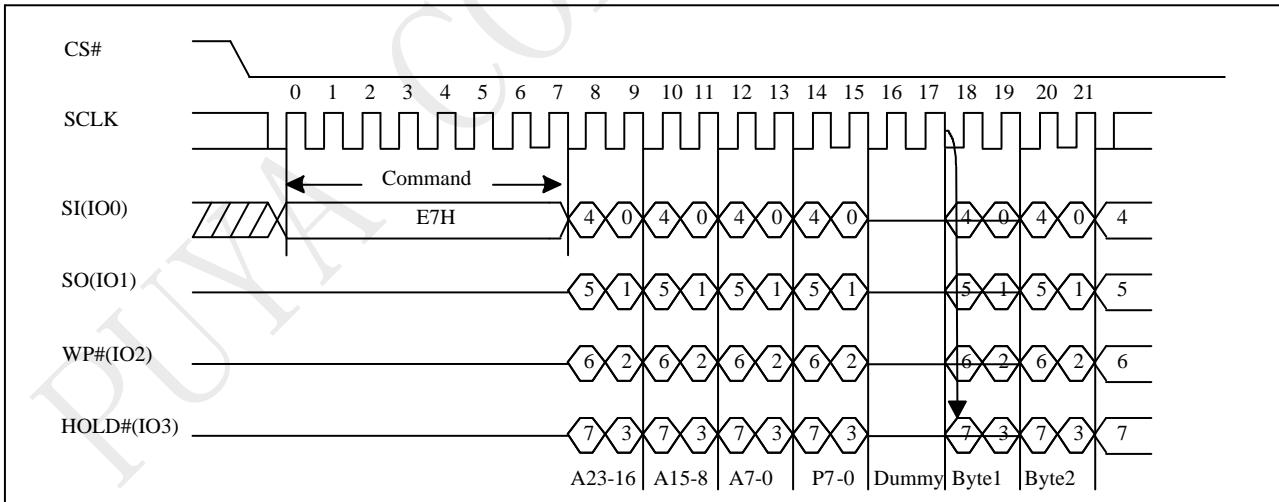 CS#
0 1 2 3 4 5 6 7 8 9 10 11 12 13 14 15 16 17 18 19 20 21
SCLK
Command
SI(IO0) E7H 4 0 4 0 4 0 4 0 4 0 4 0 4
SO(IO1) 5 1 5 1 5 1 5 1 5 1 5 1 5
WP#(IO2) 6 2 6 2 6 2 6 2 6 2 6 2 6
HOLD#(IO3) 7 3 7 3 7 3 7 3 7 3 7 3 7
A23-16 A15-8 A7-0 P7-0 Dummy Byte1 Byte2
PUYA